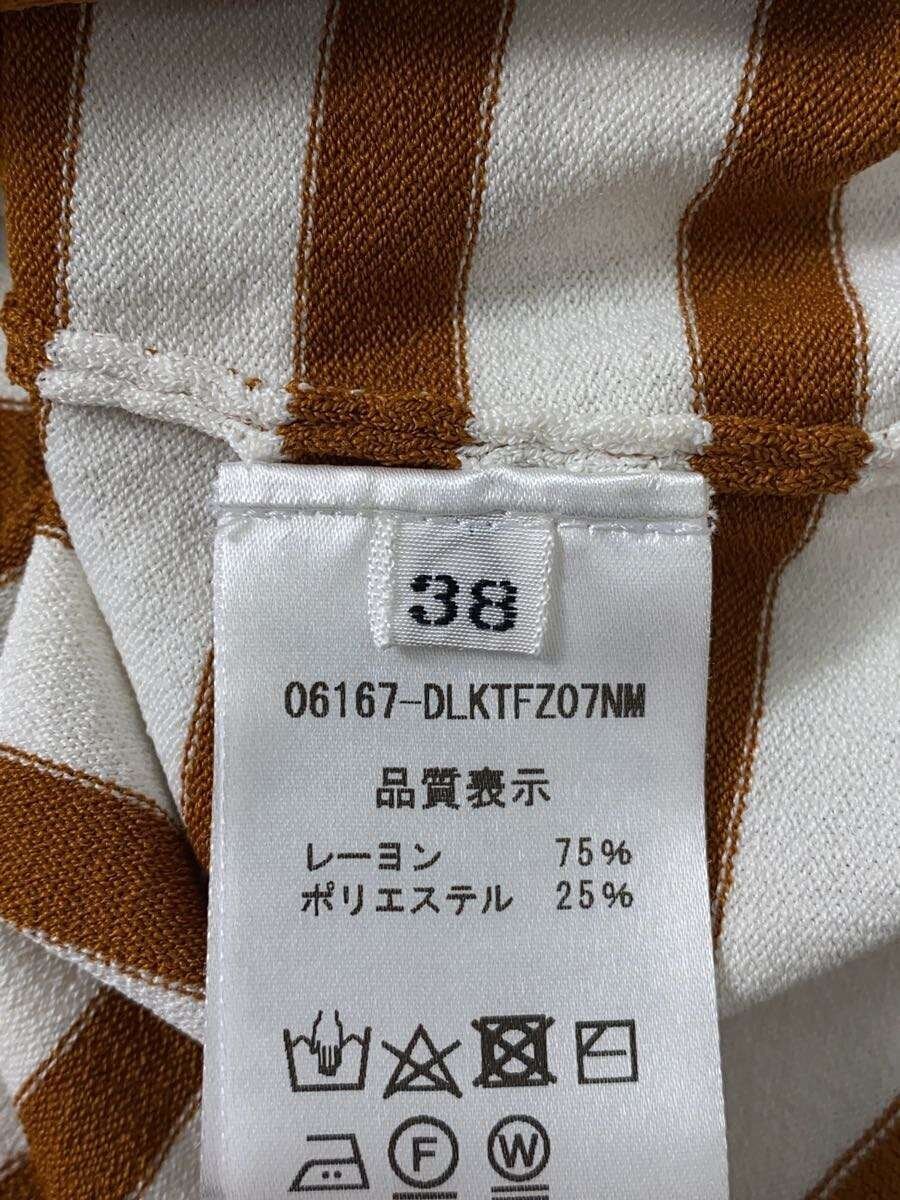 38
06167-DLKTFZ07NM
品質表示
レーヨン 75%
ポリエステル 25%
F W